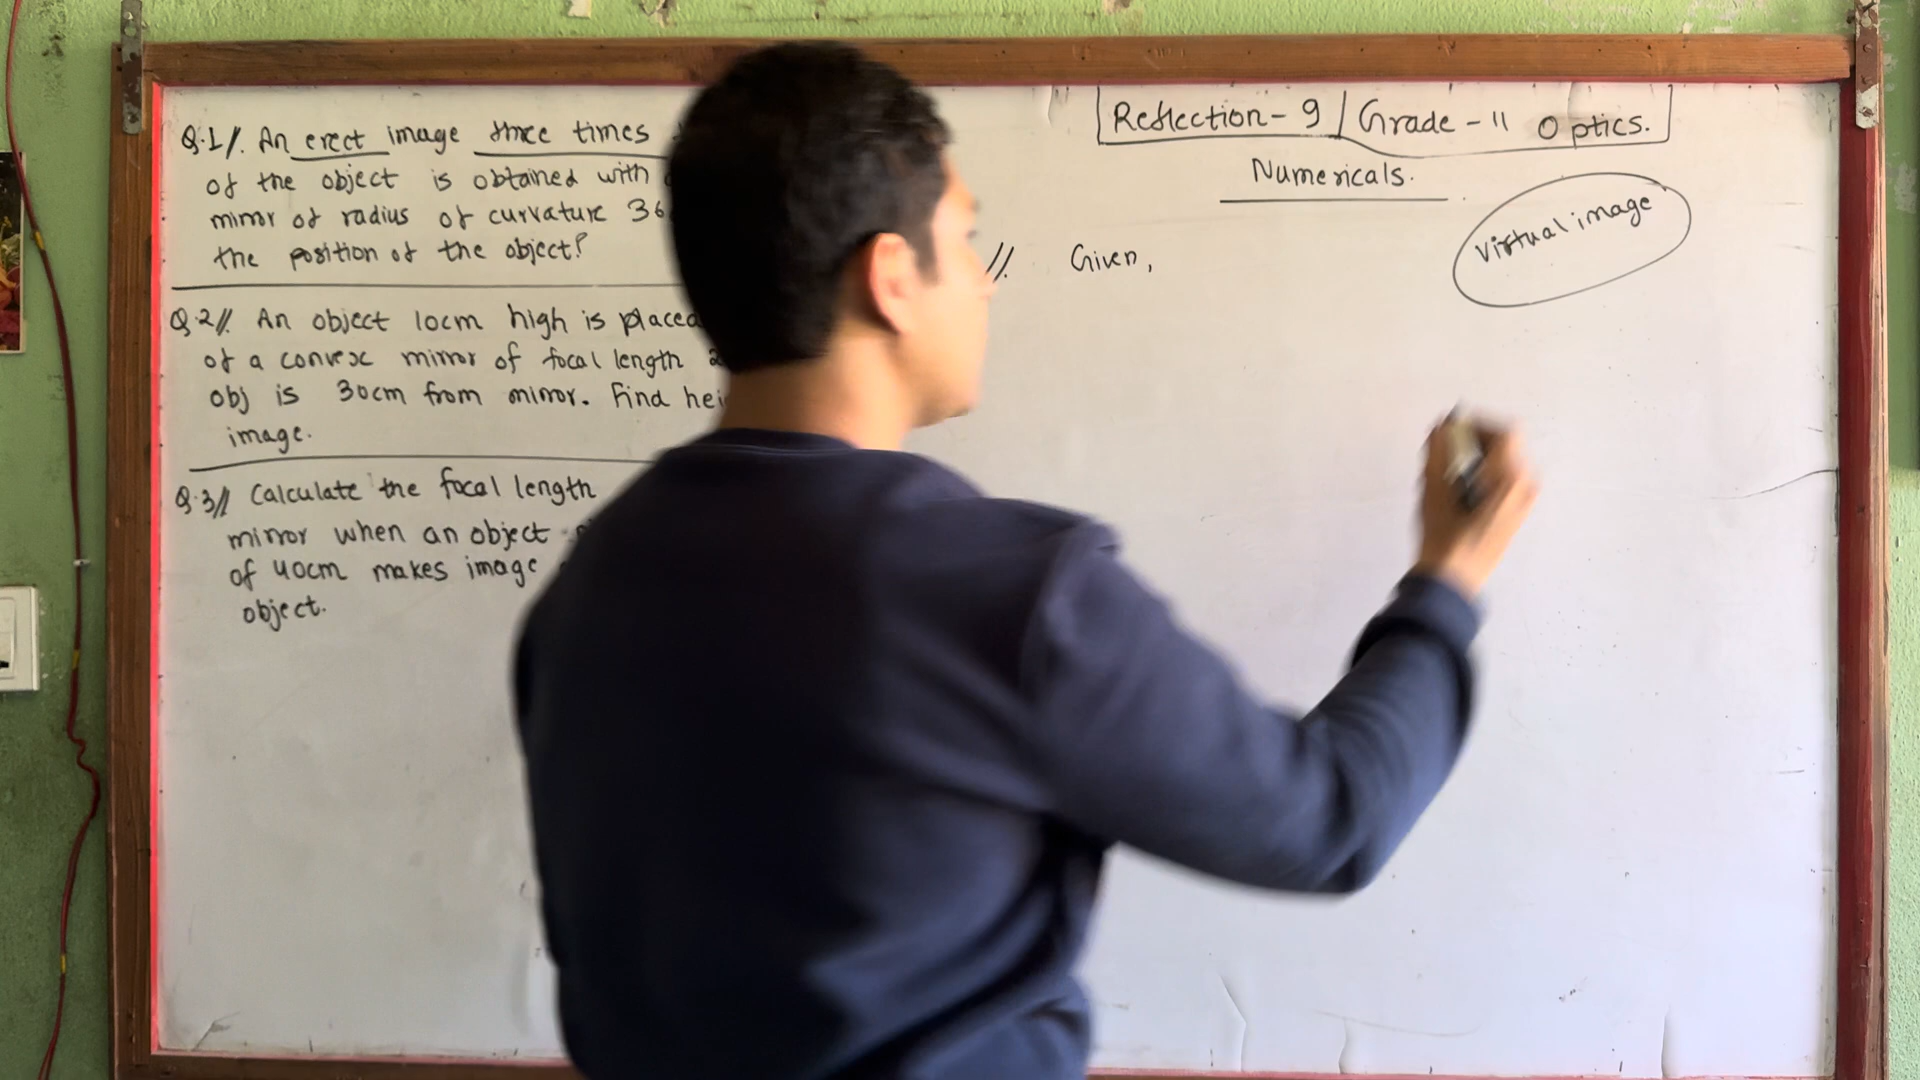 Q.1//. An erect image three times
of the object is obtained with
mirror of radius of curvature 36
the position of the object?
Q.2//. An object 10cm high is placed
of a convex mirror of focal length
obj is 30cm from mirror. Find
image.
Q.3// Calculate the focal length
mirror when an object
of 40cm makes image
object.
Reflection - 9 / Grade - 11 Optics.
Numericals.
Virtual image
//. Given,